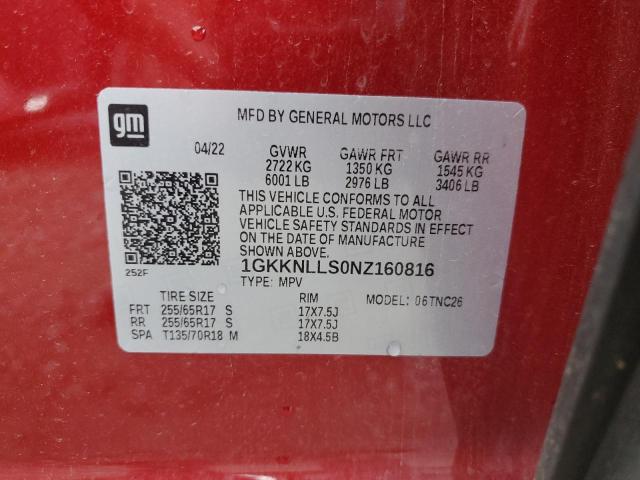 gm
MFD BY GENERAL MOTORS LLC
04/22 GVWR GAWR FRT GAWR RR
2722 KG 1350 KG 1545 KG
6001 LB 2976 LB 3406 LB
THIS VEHICLE CONFORMS TO ALL
APPLICABLE U.S. FEDERAL MOTOR
VEHICLE SAFETY STANDARDS IN EFFECT
ON THE DATE OF MANUFACTURE
SHOWN ABOVE.
252F
1GKKNLLS0NZ160816
TYPE: MPV
TIRE SIZE RIM MODEL: 06TNC26
FRT 255/65R17 S 17X7.5J
RR 255/65R17 S 17X7.5J
SPA T135/70R18 M 18X4.5B